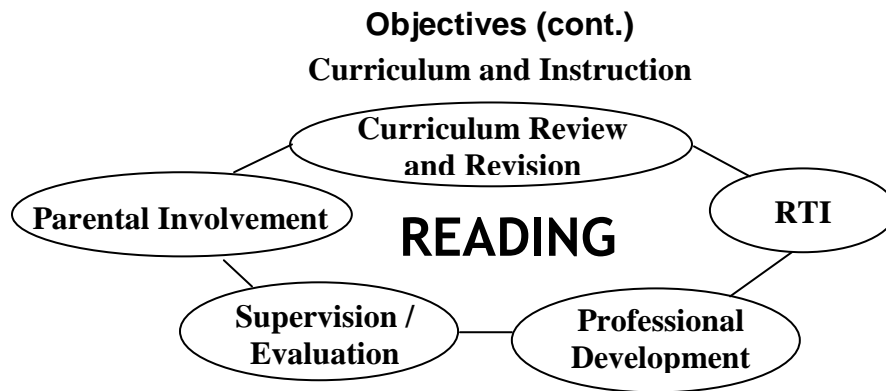 Objectives (cont.)
Curriculum and Instruction
Curriculum Review
and Revision
Parental Involvement
RTI
READING
Supervision /
Evaluation
Professional
Development